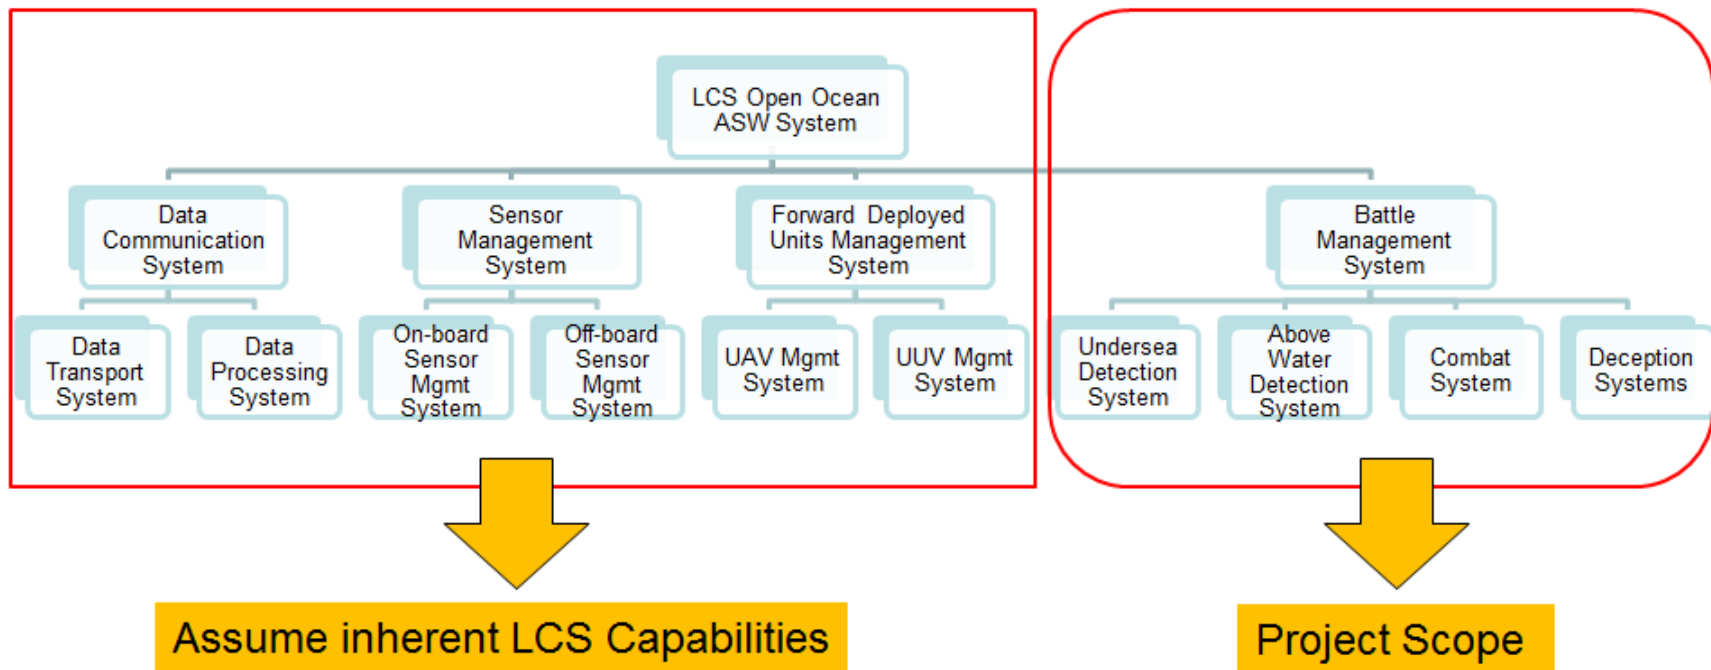 LCS Open Ocean
ASW System
Data
Communication
System
Sensor
Management
System
Forward Deployed
Units Management
System
Battle
Management
System
Data
Transport
System
Data
Processing
System
On-board
Sensor
Mgmt
System
Off-board
Sensor
Mgmt
System
UAV Mgmt
System
UUV Mgmt
System
Undersea
Detection
System
Above
Water
Detection
System
Combat
System
Deception
Systems
Assume inherent LCS Capabilities
Project Scope